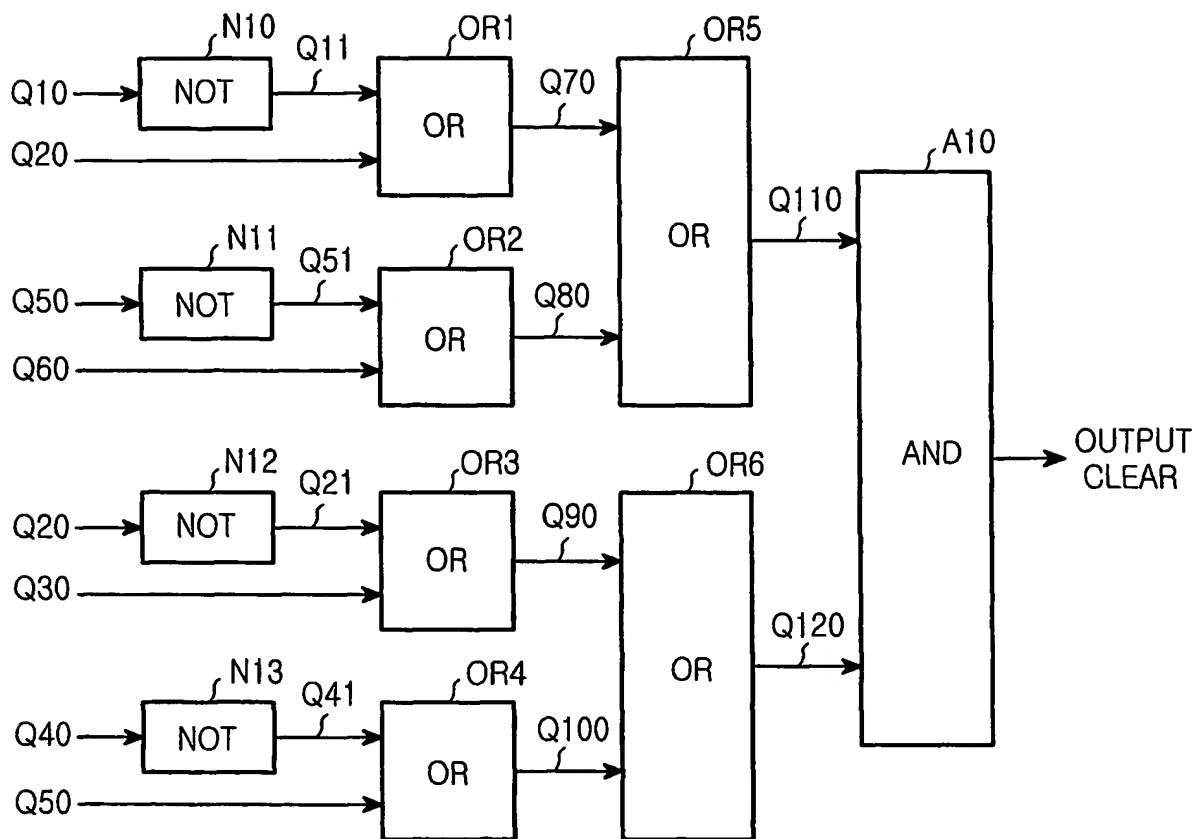 N10
Q11
OR1
OR5
Q10
NOT
Q70
OR
Q20
A10
Q110
OR
N11
Q51
OR2
Q50
NOT
Q80
OR
Q60
AND
OUTPUT
CLEAR
N12
Q21
OR3
OR6
Q20
NOT
Q90
OR
Q30
Q120
OR
N13
Q41
OR4
Q40
NOT
Q100
OR
Q50